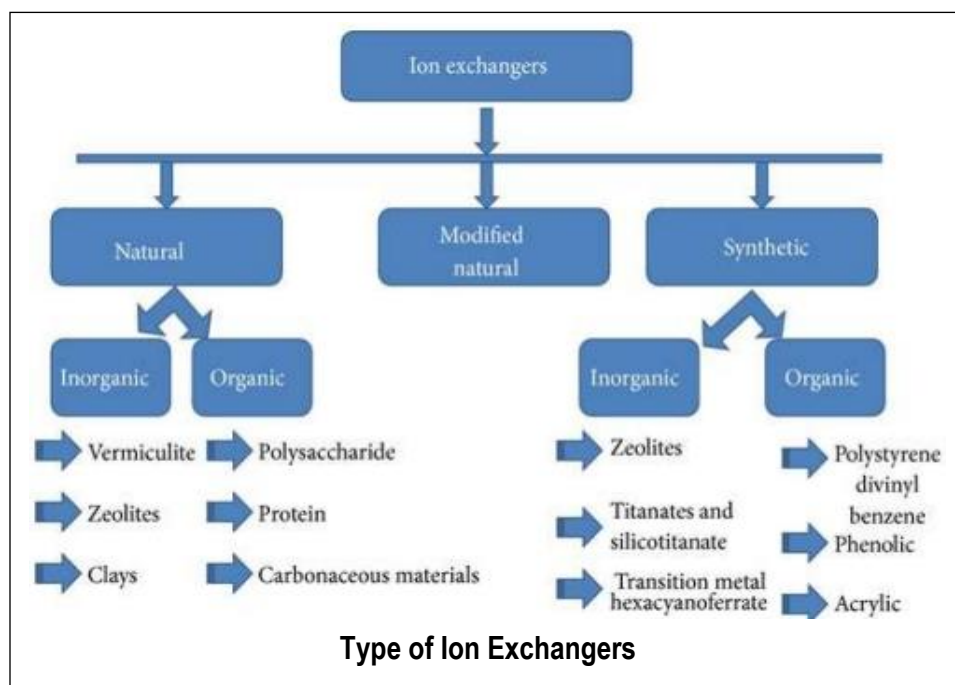 Ion exchangers
Natural
Modified
natural
Synthetic
Inorganic
Organic
Inorganic
Organic
Vermiculite
Zeolites
Clays
Polysaccharide
Protein
Carbonaceous materials
Zeolites
Titanates and
silicotitanate
Transition metal
hexacyanoferrate
Polystyrene
divinyl
benzene
Phenolic
Acrylic
Type of Ion Exchangers